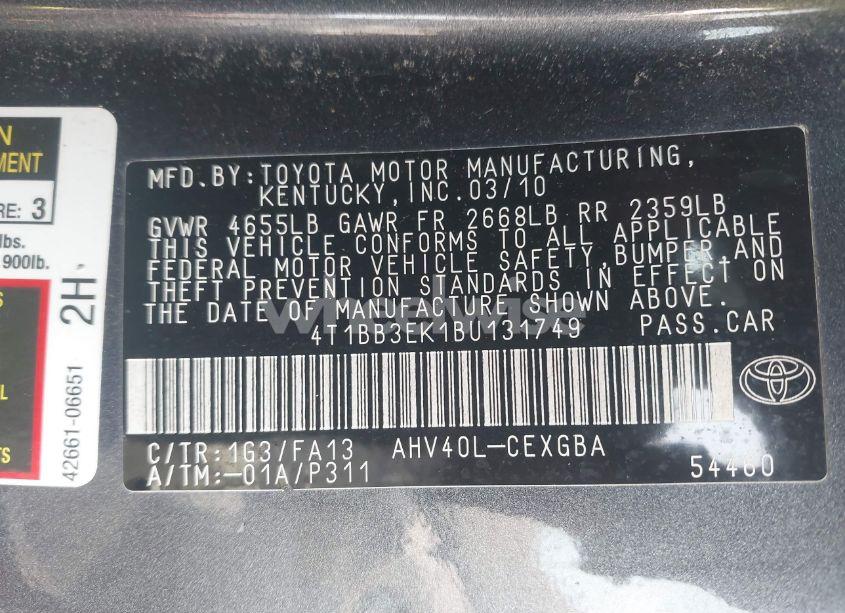 N
MENT
RE: 3
lbs.
900lb.
S
L
TS
2H
42661-06651
MFD.BY:TOYOTA MOTOR MANUFACTURING,
KENTUCKY,INC.03/10
GVWR 4655LB GAWR FR 2668LB RR 2359LB
THIS VEHICLE CONFORMS TO ALL APPLICABLE
FEDERAL MOTOR VEHICLE SAFETY,BUMPER,AND
THEFT PREVENTION STANDARDS IN EFFECT ON
THE DATE OF MANUFACTURE SHOWN ABOVE.
4T1BB3EK1BU131749 PASS.CAR
C/TR:1G3/FA13 AHV40L-CEXGBA
A/TM:-01A/P311 54460
wheelwise